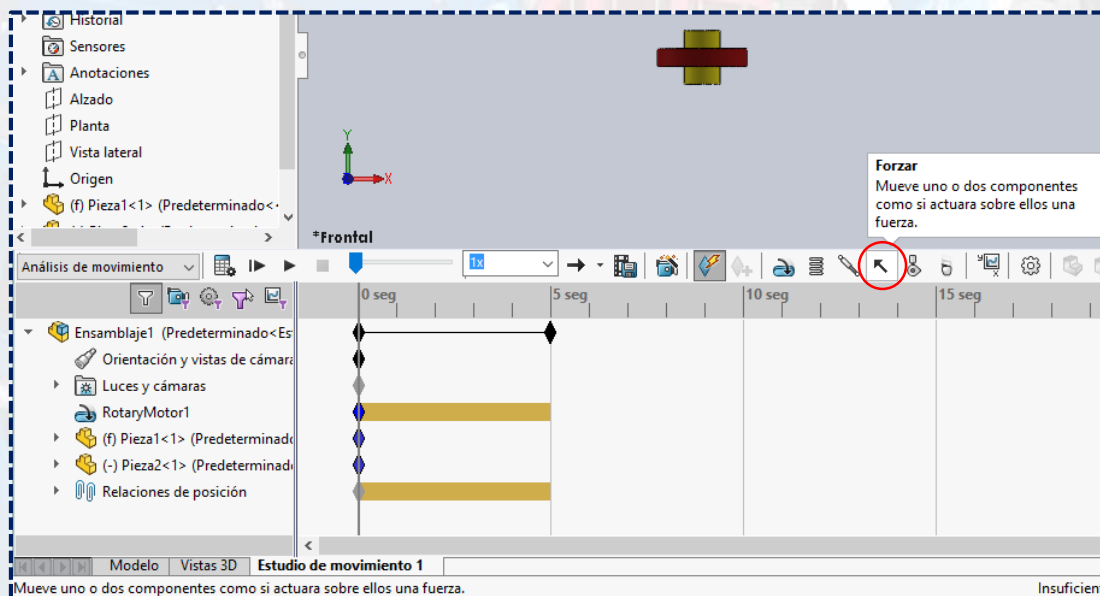 Historial
Sensores
Anotaciones
Alzado
Planta
Vista lateral
Origen
(f) Pieza1<1> (Predeterminado<
Y
X
*Frontal
Forzar
Mueve uno o dos componentes
como si actuara sobre ellos una
fuerza.
Análisis de movimiento
1x
0 seg
5 seg
10 seg
15 seg
Ensamblaje1 (Predeterminado<Es
Orientación y vistas de cámara
Luces y cámaras
RotaryMotor1
(f) Pieza1<1> (Predeterminado
(-) Pieza2<1> (Predeterminad
Relaciones de posición
Modelo Vistas 3D Estudio de movimiento 1
Mueve uno o dos componentes como si actuara sobre ellos una fuerza. Insuficient